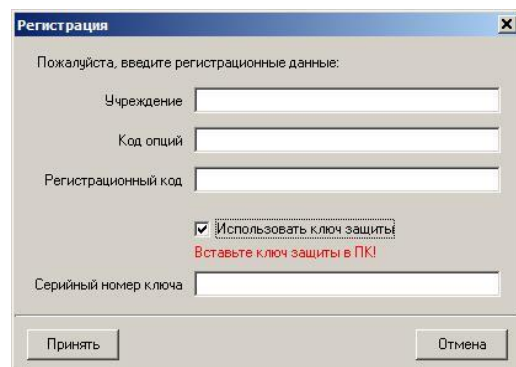 Регистрация
Пожалуйста, введите регистрационные данные:
Учреждение
Код опций
Регистрационный код
Использовать ключ защиты
Вставьте ключ защиты в ПК!
Серийный номер ключа
Принять
Отмена